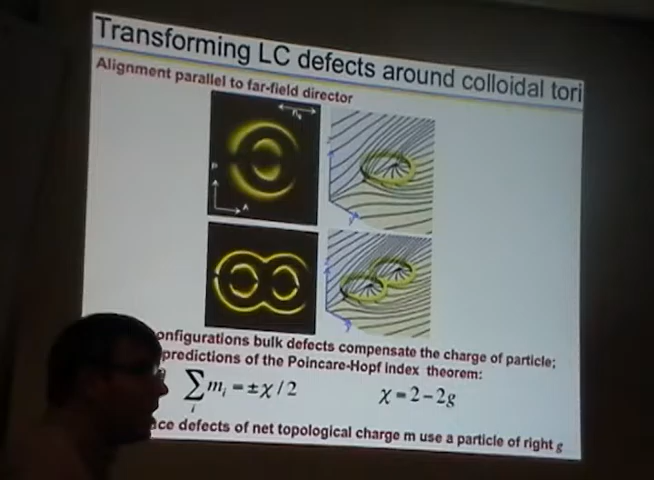 Transforming LC defects around colloidal tori
Alignment parallel to far-field director
P
A
onfigurations bulk defects compensate the charge of particle;
predictions of the Poincare-Hopf index theorem:
∑ mᵢ = ±χ/2
i
χ = 2 − 2g
ace defects of net topological charge m use a particle of right g